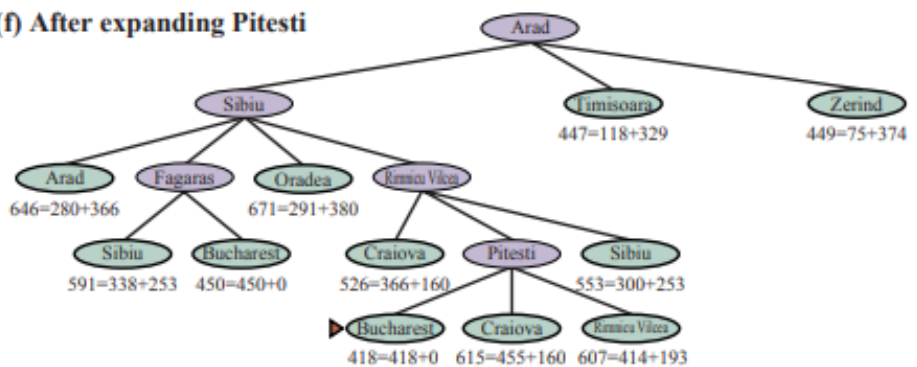 (f) After expanding Pitesti
Arad
Sibiu
Timisoara
Zerind
447=118+329
449=75+374
Arad
Fagaras
Oradea
Rimnicu Vilcea
646=280+366
671=291+380
Sibiu
Bucharest
Craiova
Pitesti
Sibiu
591=338+253
450=450+0
526=366+160
553=300+253
Bucharest
Craiova
Rimnicu Vilcea
418=418+0
615=455+160
607=414+193